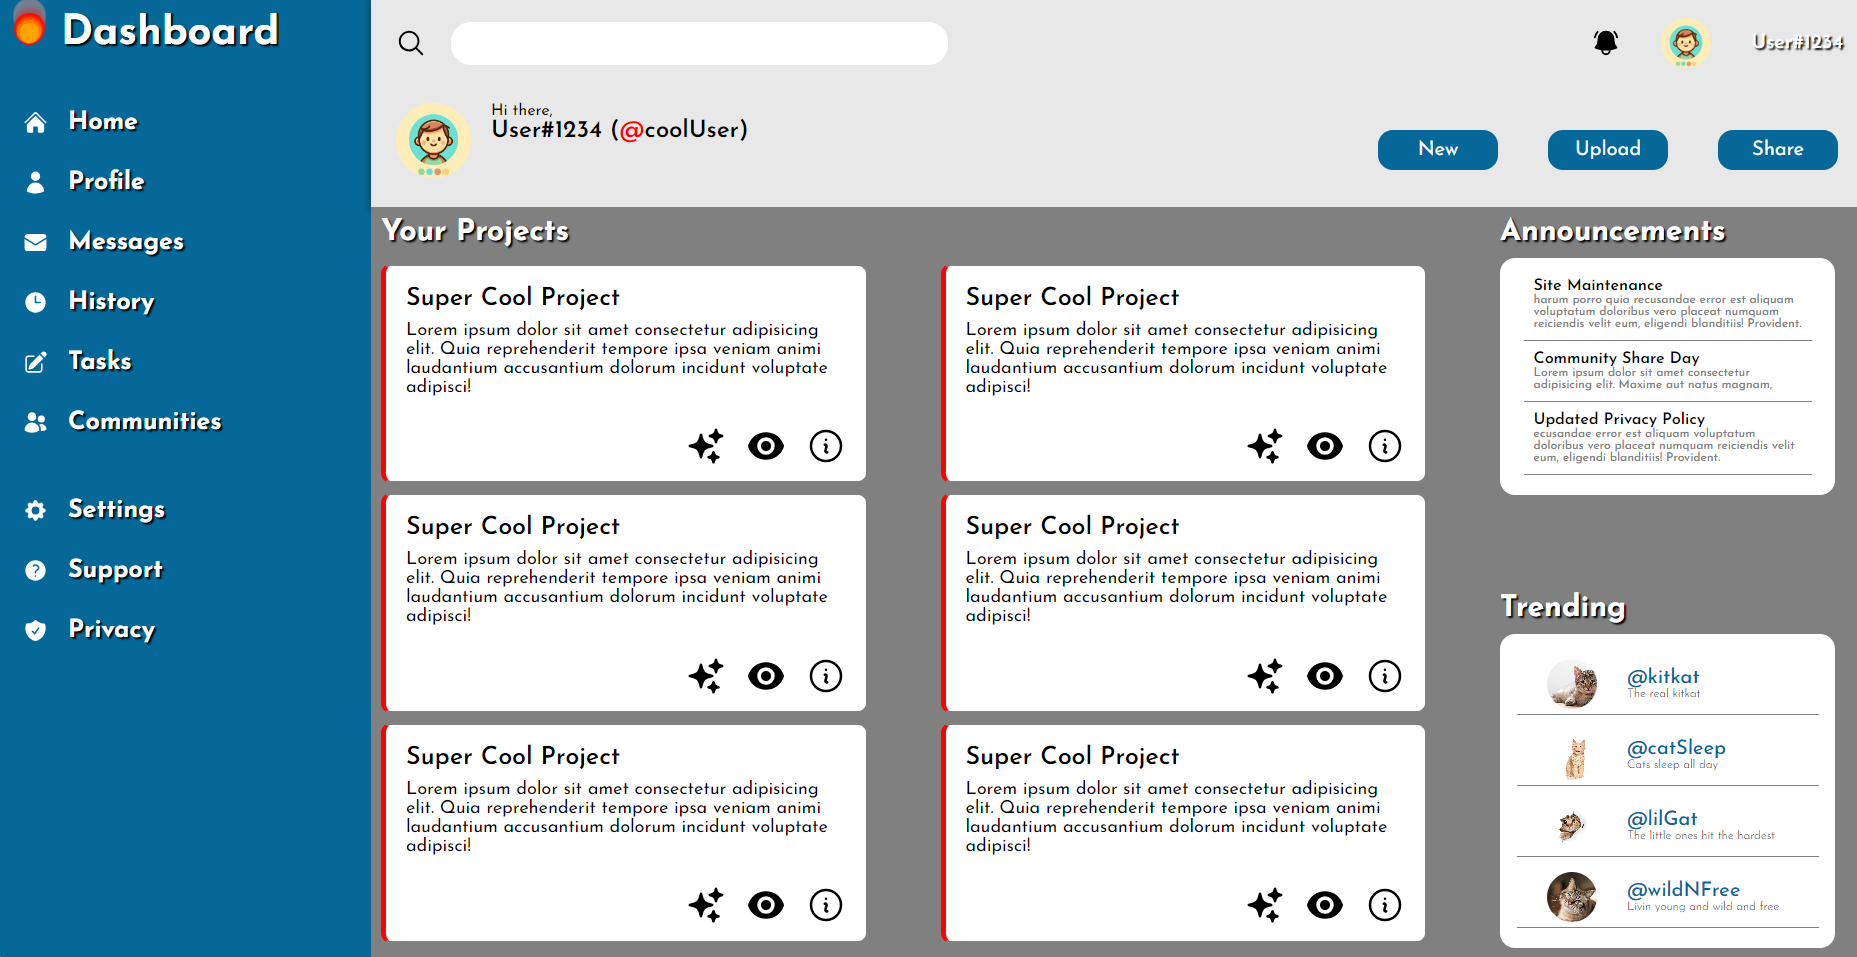 Dashboard
Home
Profile
Messages
History
Tasks
Communities
Settings
Support
Privacy
User#1234
Hi there,
User#1234 (@coolUser)
New
Upload
Share
Your Projects
Super Cool Project
Lorem ipsum dolor sit amet consectetur adipisicing
elit. Quia reprehenderit tempore ipsa veniam animi
laudantium accusantium dolorum incidunt voluptate
adipisci!
Super Cool Project
Lorem ipsum dolor sit amet consectetur adipisicing
elit. Quia reprehenderit tempore ipsa veniam animi
laudantium accusantium dolorum incidunt voluptate
adipisci!
Super Cool Project
Lorem ipsum dolor sit amet consectetur adipisicing
elit. Quia reprehenderit tempore ipsa veniam animi
laudantium accusantium dolorum incidunt voluptate
adipisci!
Super Cool Project
Lorem ipsum dolor sit amet consectetur adipisicing
elit. Quia reprehenderit tempore ipsa veniam animi
laudantium accusantium dolorum incidunt voluptate
adipisci!
Super Cool Project
Lorem ipsum dolor sit amet consectetur adipisicing
elit. Quia reprehenderit tempore ipsa veniam animi
laudantium accusantium dolorum incidunt voluptate
adipisci!
Super Cool Project
Lorem ipsum dolor sit amet consectetur adipisicing
elit. Quia reprehenderit tempore ipsa veniam animi
laudantium accusantium dolorum incidunt voluptate
adipisci!
Announcements
Site Maintenance
harum porro quia recusandae error est aliquam
voluptatum doloribus vero placeat numquam
reiciendis velit eum, eligendi blanditiis! Provident.
Community Share Day
Lorem ipsum dolor sit amet consectetur
adipisicing elit. Maxime aut natus magnam,
Updated Privacy Policy
ecusandae error est aliquam voluptatum
doloribus vero placeat numquam reiciendis velit
eum, eligendi blanditiis! Provident.
Trending
@kitkat
The real kitkat
@catSleep
Cats sleep all day
@lilGat
The little ones hit the hardest
@wildNFree
Livin young and wild and free